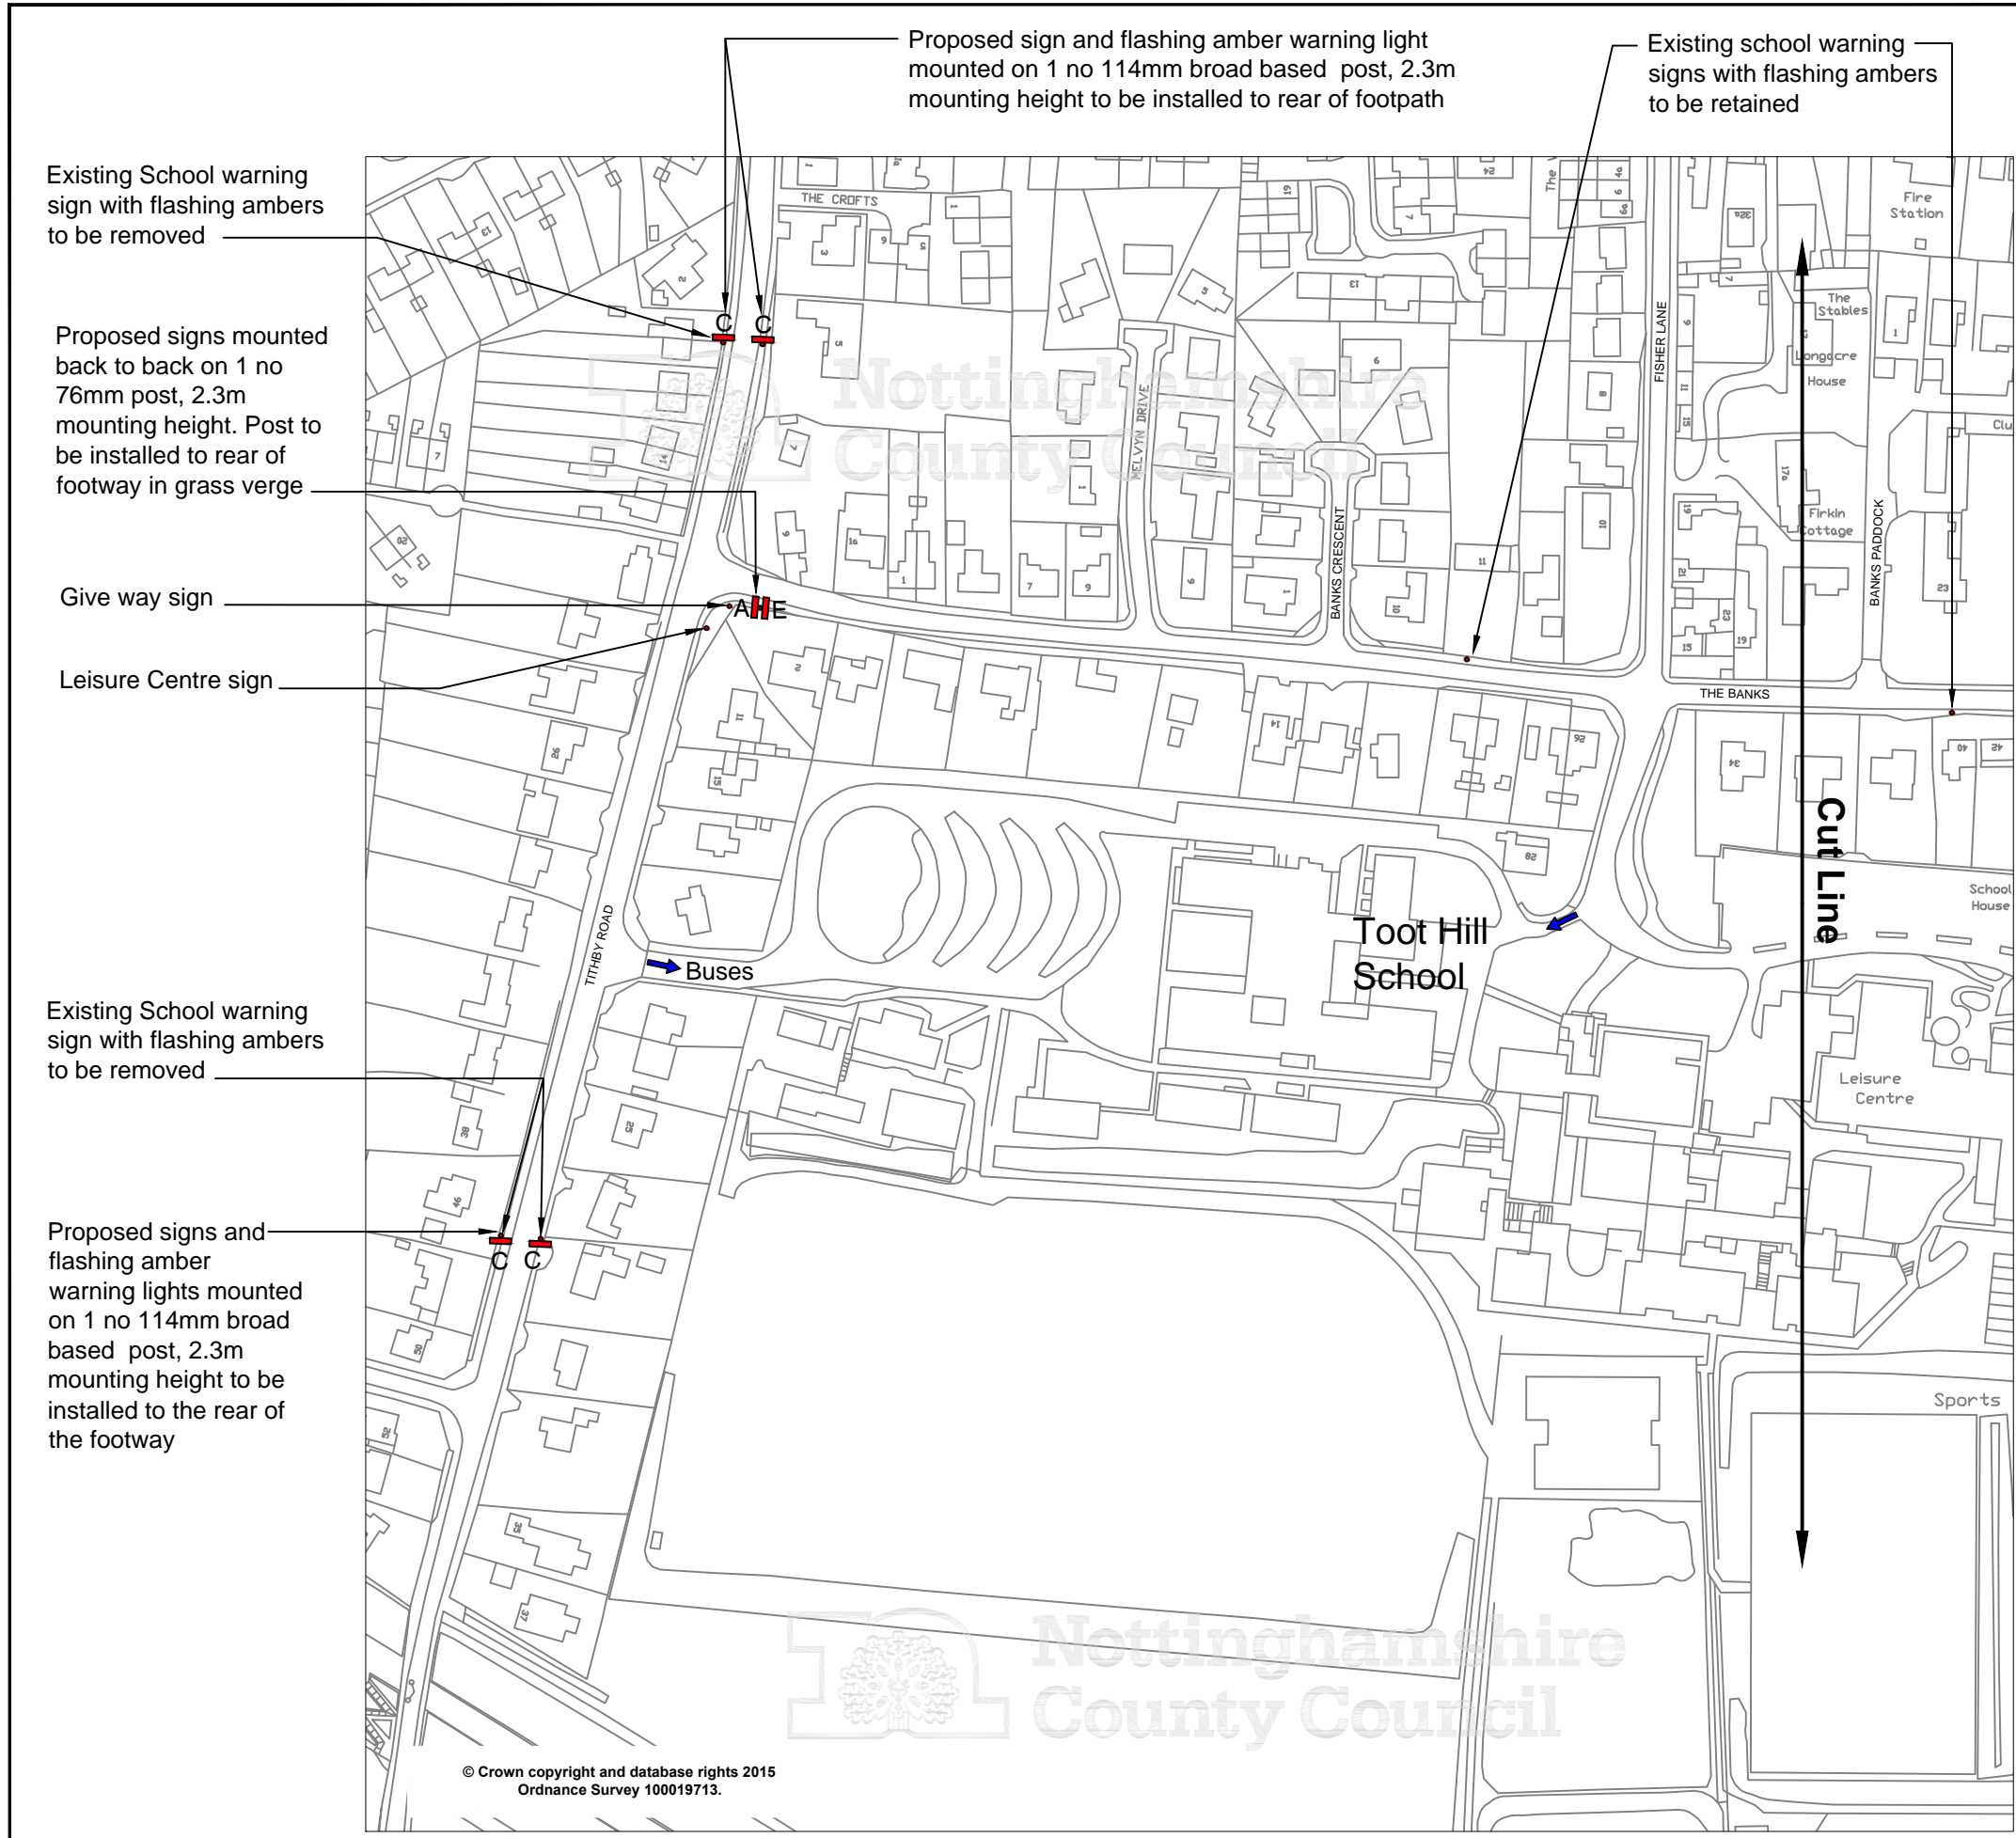 Proposed sign and flashing amber warning light
mounted on 1 no 114mm broad based  post, 2.3m
mounting height to be installed to rear of footpath
Existing school warning
signs with flashing ambers
to be retained
Existing School warning
sign with flashing ambers
to be removed
Proposed signs mounted
back to back on 1 no
76mm post, 2.3m
mounting height. Post to
be installed to rear of
footway in grass verge
Give way sign
Leisure Centre sign
Existing School warning
sign with flashing ambers
to be removed
Proposed signs and
flashing amber
warning lights mounted
on 1 no 114mm broad
based  post, 2.3m
mounting height to be
installed to the rear of
the footway
THE CROFTS
C
C
Nottinghamshire
County Council
MELVYN DRIVE
BANKS CRESCENT
FISHER LANE
Fire
Station
The
Stables
Longacre
House
Clu
Firkin
Cottage
BANKS PADDOCK
THE BANKS
A
E
Cut Line
School
House
Toot Hill
School
TITHBY ROAD
Buses
Leisure
Centre
C
C
Sports
Nottinghamshire
County Council
© Crown copyright and database rights 2015
Ordnance Survey 100019713.